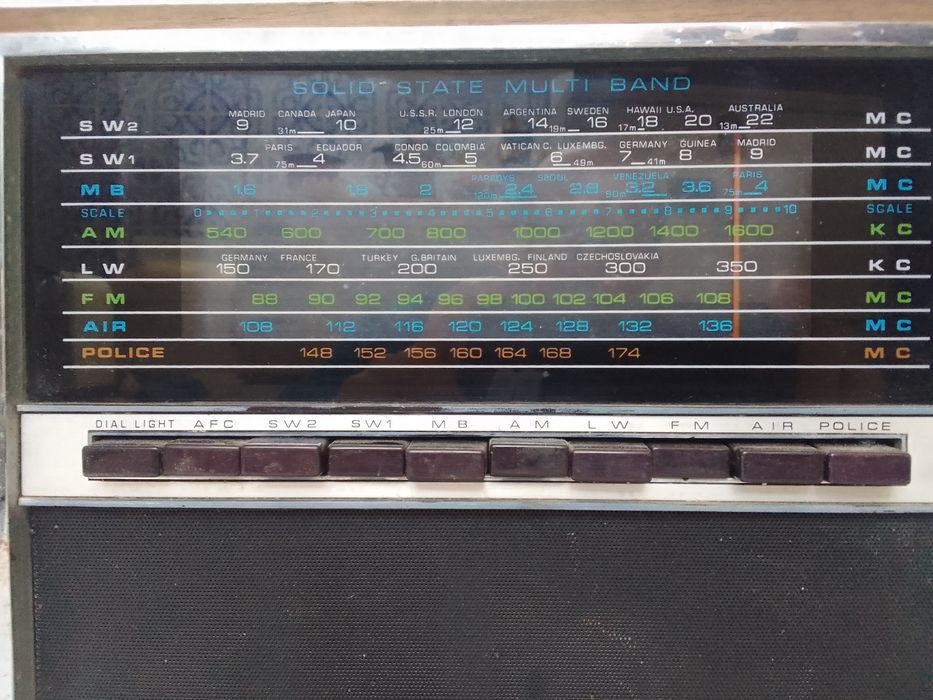 SOLID STATE MULTI BAND
MADRID CANADA JAPAN U.S.S.R. LONDON ARGENTINA SWEDEN HAWAII U.S.A. AUSTRALIA
SW2 9 31m 10 25m 12 14 19m 16 17m 18 20 13m 22 MC
PARIS ECUADOR CONGO COLOMBIA VATICAN C. LUXEMBG. GERMANY GUINEA MADRID
SW1 3.7 75m 4 4.5 60m 5 6 49m 7 41m 8 9 MC
PARADYS SEOUL VENEZUELA PARIS
MB 1.6 1.8 2 120m 2.4 2.8 90m 3.2 3.6 75m 4 MC
SCALE 0 1 2 3 4 5 6 7 8 9 10 SCALE
AM 540 600 700 800 1000 1200 1400 1600 KC
GERMANY FRANCE TURKEY G.BRITAIN LUXEMBG. FINLAND CZECHOSLOVAKIA
LW 150 170 200 250 300 350 KC
FM 88 90 92 94 96 98 100 102 104 106 108 MC
AIR 108 112 116 120 124 128 132 136 MC
POLICE 148 152 156 160 164 168 174 MC
DIAL LIGHT AFC SW2 SW1 MB AM LW FM AIR POLICE